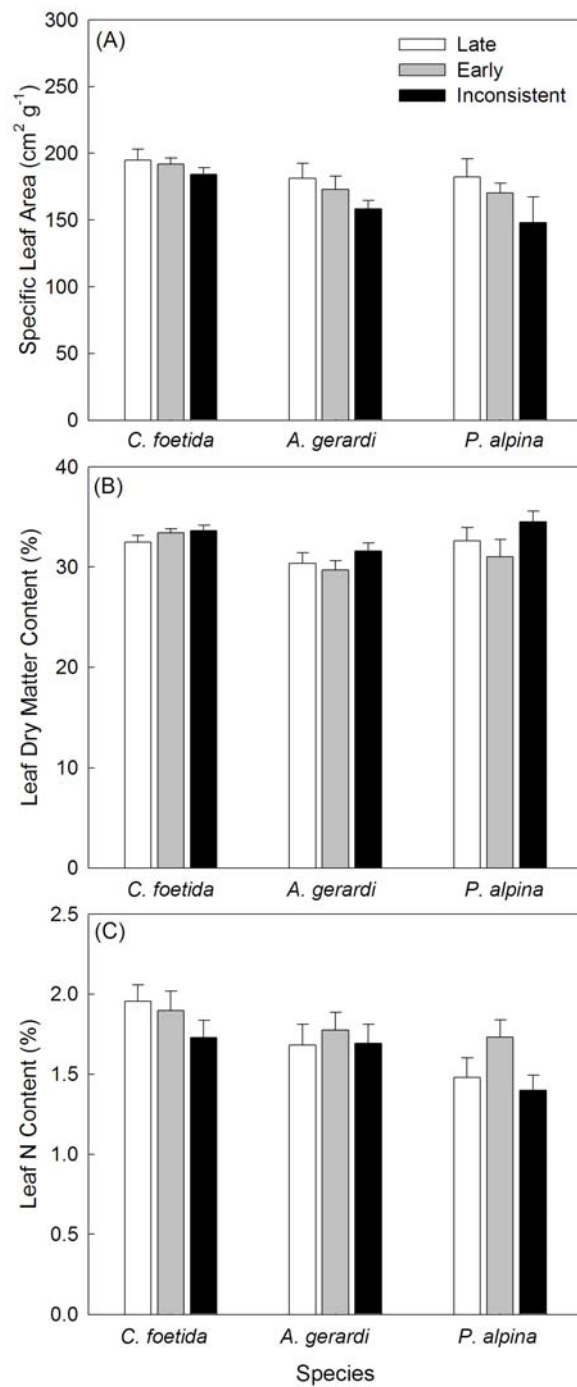 300
(A)
Late
Early
Inconsistent
250
200
150
100
50
0
Specific Leaf Area (cm² g⁻¹)
C. foetida A. gerardi P. alpina
40
(B)
30
20
10
0
Leaf Dry Matter Content (%)
C. foetida A. gerardi P. alpina
2.5
(C)
2.0
1.5
1.0
0.5
0.0
Leaf N Content (%)
C. foetida A. gerardi P. alpina
Species